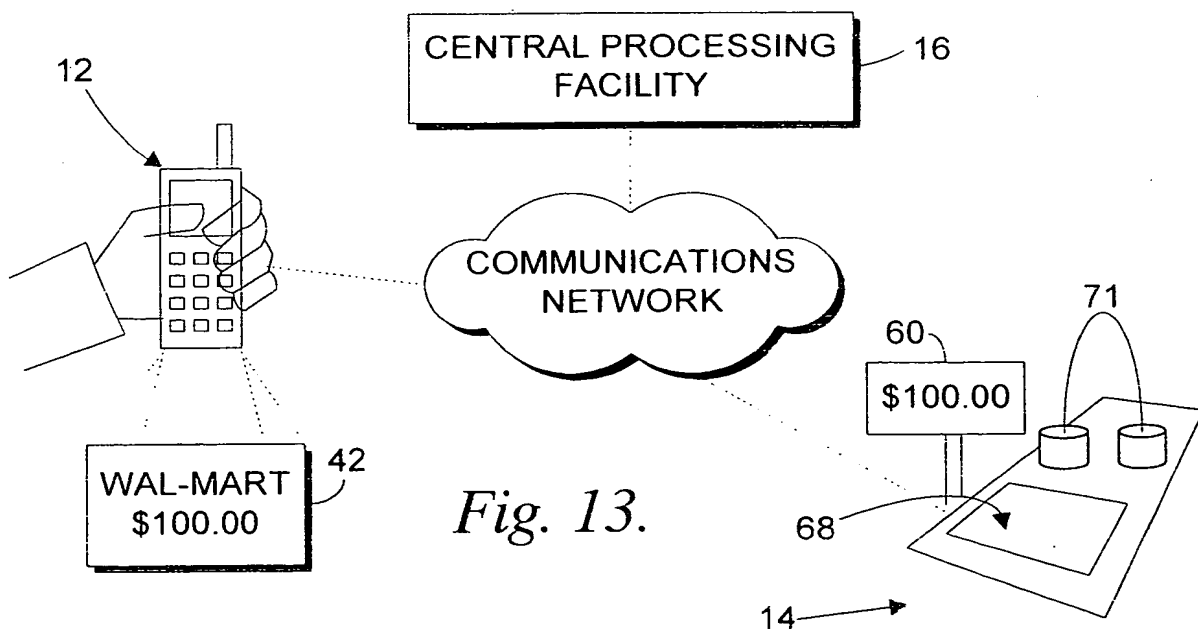 CENTRAL PROCESSING
FACILITY
16
12
COMMUNICATIONS
NETWORK
71
60
$100.00
WAL-MART
$100.00
42
Fig. 13.
68
14